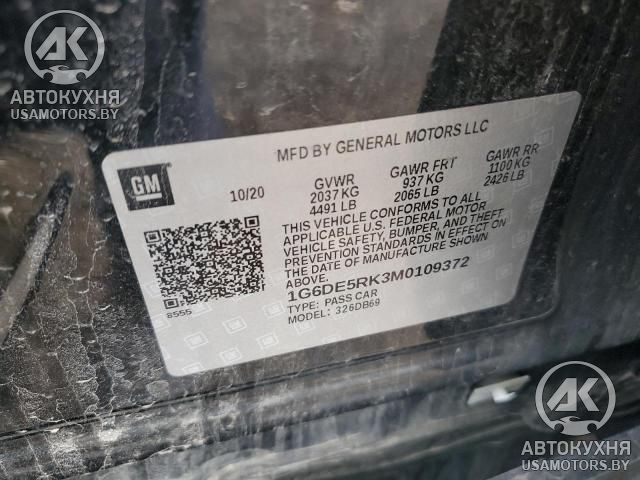 AK
АВТОКУХНЯ
USAMOTORS.BY
MFD BY GENERAL MOTORS LLC
GM
10/20
GVWR GAWR FRT GAWR RR
2037 KG 937 KG 1100 KG
4491 LB 2065 LB 2426 LB
THIS VEHICLE CONFORMS TO ALL
APPLICABLE U.S. FEDERAL MOTOR
VEHICLE SAFETY, BUMPER, AND THEFT
PREVENTION STANDARDS IN EFFECT ON
THE DATE OF MANUFACTURE SHOWN
ABOVE.
1G6DE5RK3M0109372
TYPE: PASS CAR
MODEL: 326DB69
8555
AK
АВТОКУХНЯ
USAMOTORS.BY